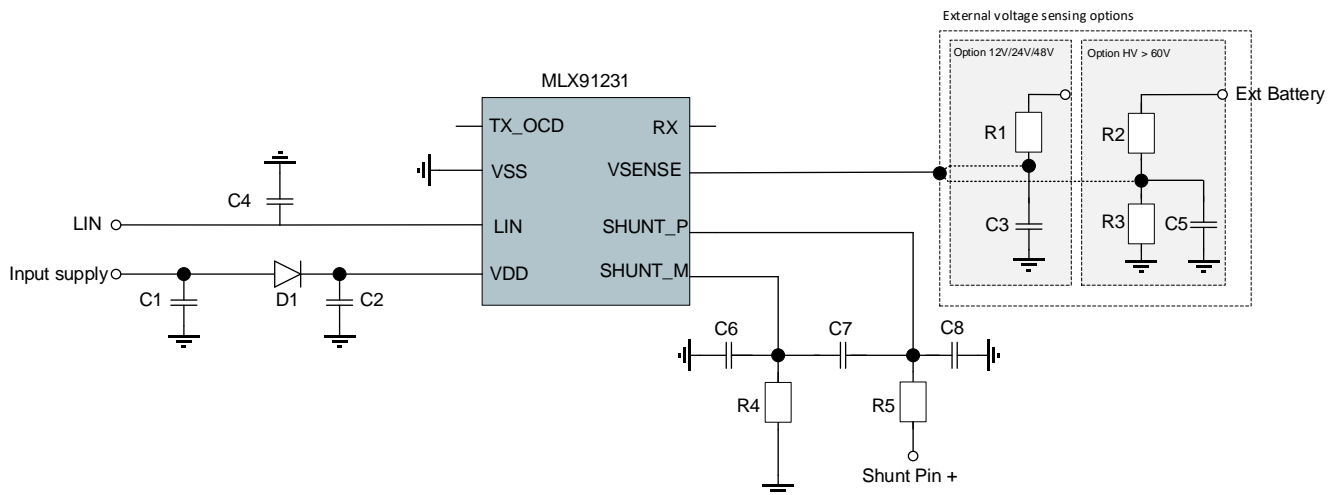 External voltage sensing options
Option 12V/24V/48V
Option HV > 60V
MLX91231
Ext Battery
TX_OCD
RX
R1
R2
VSS
VSENSE
C4
LIN
LIN
SHUNT_P
C3
R3
C5
Input supply
VDD
SHUNT_M
C1
D1
C2
C6
C7
C8
R4
R5
Shunt Pin +